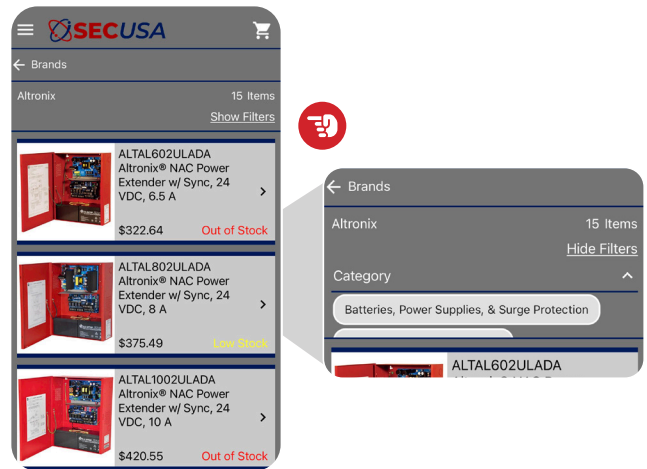 SECUSA
Brands
Altronix 15 Items
Show Filters
ALTAL602ULADA
Altronix® NAC Power
Extender w/ Sync, 24
VDC, 6.5 A
$322.64 Out of Stock
ALTAL802ULADA
Altronix® NAC Power
Extender w/ Sync, 24
VDC, 8 A
$375.49 Low Stock
ALTAL1002ULADA
Altronix® NAC Power
Extender w/ Sync, 24
VDC, 10 A
$420.55 Out of Stock
Brands
Altronix 15 Items
Hide Filters
Category
Batteries, Power Supplies, & Surge Protection
ALTAL602ULADA